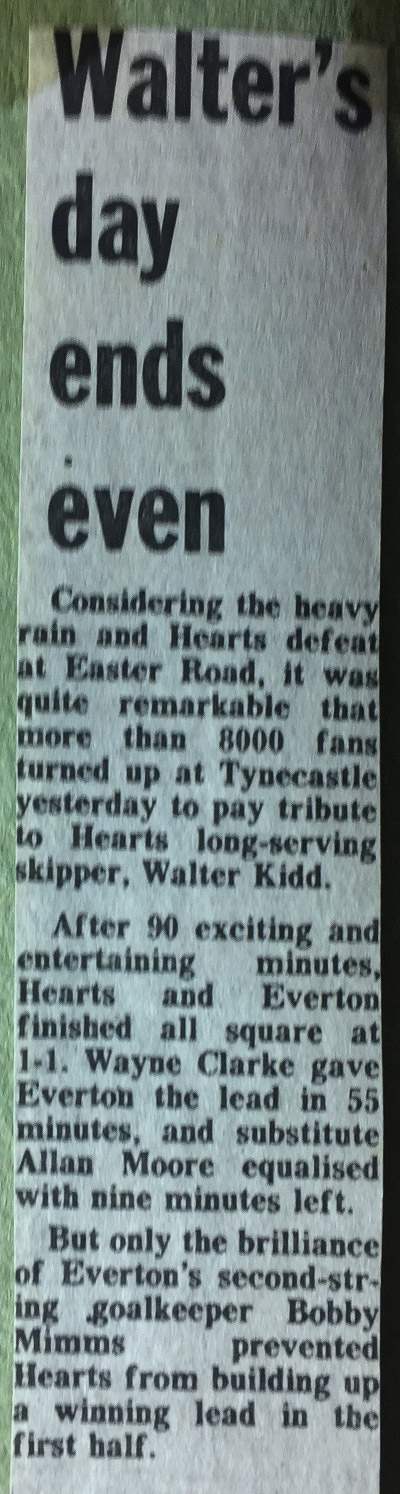 Walter's
day
ends
even
Considering the heavy
rain and Hearts defeat
at Easter Road, it was
quite remarkable that
more than 8000 fans
turned up at Tynecastle
yesterday to pay tribute
to Hearts long-serving
skipper, Walter Kidd.
After 90 exciting and
entertaining minutes,
Hearts and Everton
finished all square at
1-1. Wayne Clarke gave
Everton the lead in 55
minutes, and substitute
Allan Moore equalised
with nine minutes left.
But only the brilliance
of Everton's second-str-
ing goalkeeper Bobby
Mimms prevented
Hearts from building up
a winning lead in the
first half.